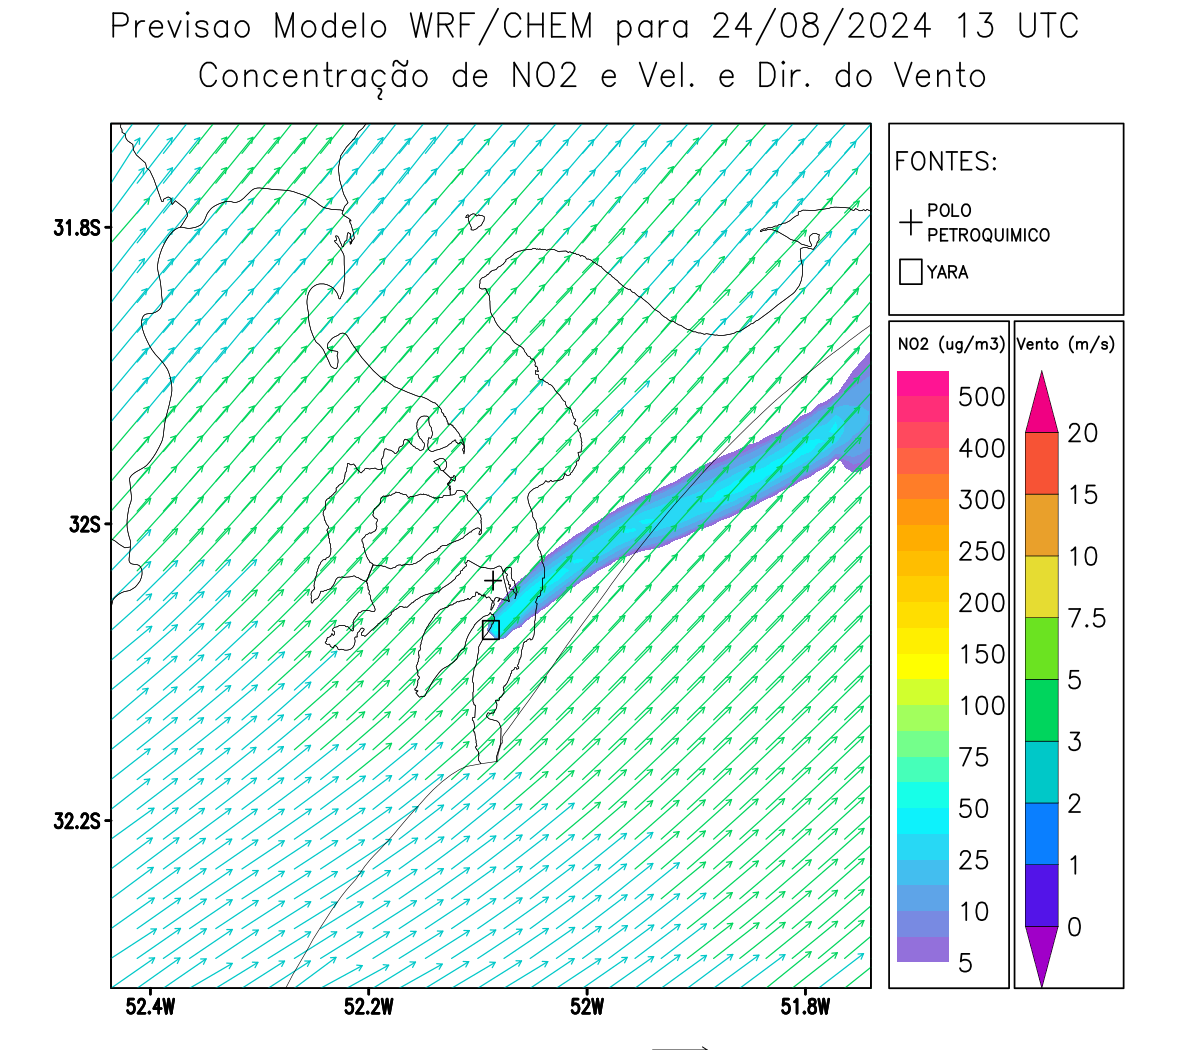 Previsao Modelo WRF/CHEM para 24/08/2024 13 UTC
Concentração de NO2 e Vel. e Dir. do Vento
FONTES:
POLO
PETROQUIMICO
YARA
31.8S
32S
32.2S
52.4W
52.2W
52W
51.8W
NO2 (ug/m3)
500
400
300
250
200
150
100
75
50
25
10
5
Vento (m/s)
20
15
10
7.5
5
3
2
1
0